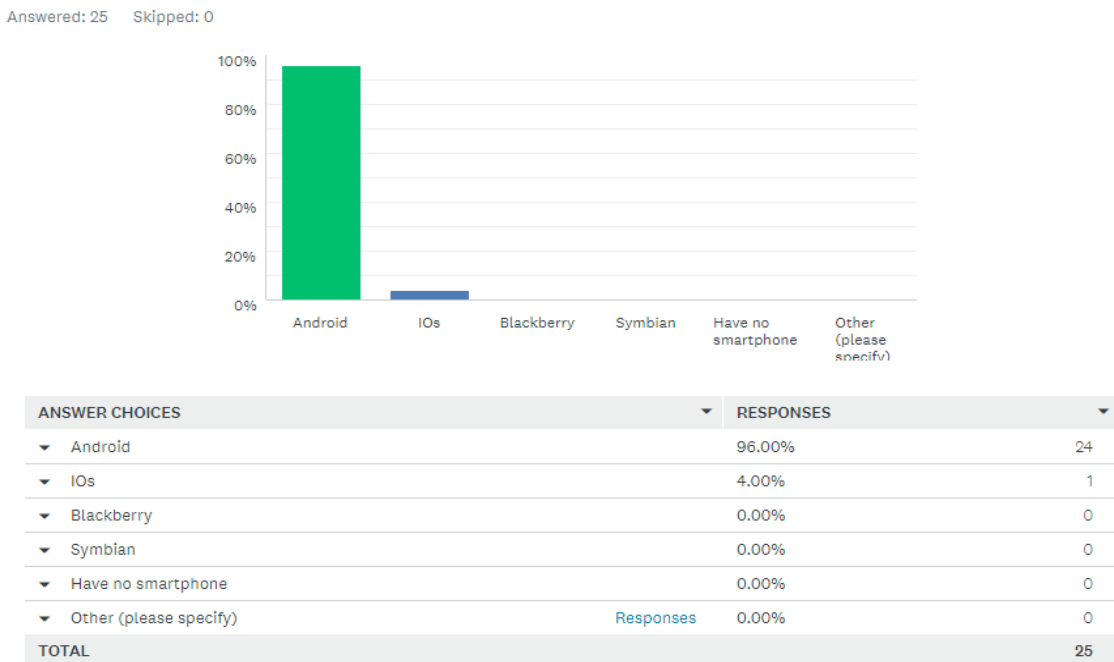 Answered: 25 Skipped: 0
100%
80%
60%
40%
20%
0%
Android IOs Blackberry Symbian Have no smartphone Other (please specify)
ANSWER CHOICES RESPONSES
Android 96.00% 24
IOs 4.00% 1
Blackberry 0.00% 0
Symbian 0.00% 0
Have no smartphone 0.00% 0
Other (please specify) Responses 0.00% 0
TOTAL 25